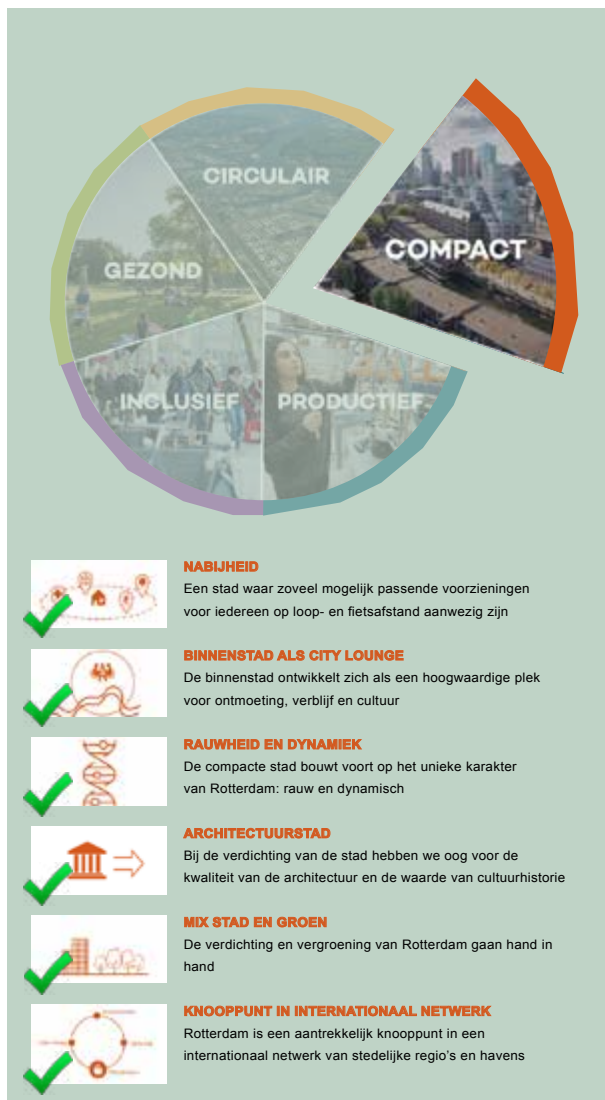 CIRCULAIR
COMPACT
GEZOND
INCLUSIEF
PRODUCTIEF
NABIJHEID
Een stad waar zoveel mogelijk passende voorzieningen
voor iedereen op loop- en fietsafstand aanwezig zijn
BINNENSTAD ALS CITY LOUNGE
De binnenstad ontwikkelt zich als een hoogwaardige plek
voor ontmoeting, verblijf en cultuur
RAUWHEID EN DYNAMIEK
De compacte stad bouwt voort op het unieke karakter
van Rotterdam: rauw en dynamisch
ARCHITECTUURSTAD
Bij de verdichting van de stad hebben we oog voor de
kwaliteit van de architectuur en de waarde van cultuurhistorie
MIX STAD EN GROEN
De verdichting en vergroening van Rotterdam gaan hand in
hand
KNOOPPUNT IN INTERNATIONAAL NETWERK
Rotterdam is een aantrekkelijk knooppunt in een
internationaal netwerk van stedelijke regio's en havens